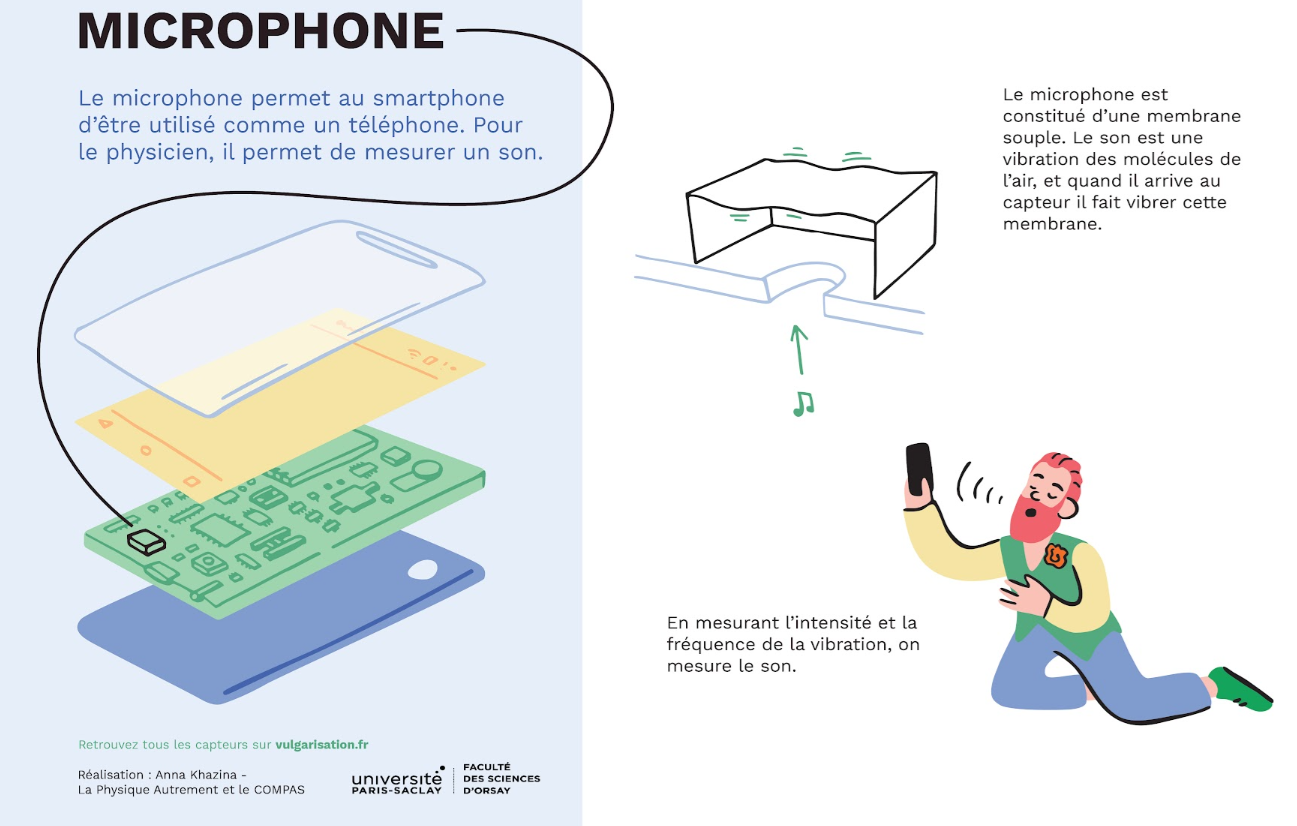 MICROPHONE
Le microphone permet au smartphone
d’être utilisé comme un téléphone. Pour
le physicien, il permet de mesurer un son.
Le microphone est
constitué d’une membrane
souple. Le son est une
vibration des molécules de
l’air, et quand il arrive au
capteur il fait vibrer cette
membrane.
En mesurant l’intensité et la
fréquence de la vibration, on
mesure le son.
Retrouvez tous les capteurs sur vulgarisation.fr
Réalisation : Anna Khazina -
La Physique Autrement et le COMPAS
université
PARIS-SACLAY
FACULTÉ
DES SCIENCES
D’ORSAY